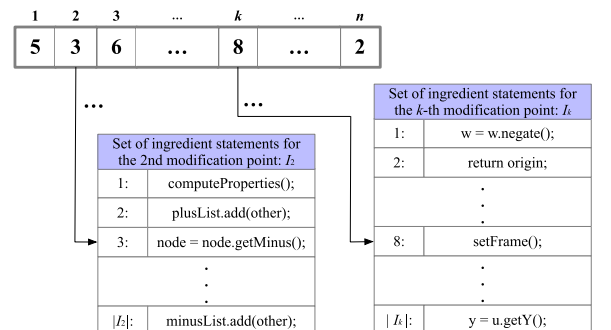 1 2 3 ... k ... n
5 3 6 ... 8 ... 2
... ...
Set of ingredient statements for
the 2nd modification point: I2
1: computeProperties();
2: plusList.add(other);
3: node = node.getMinus();
.
.
.
|I2|: minusList.add(other);
Set of ingredient statements for
the k-th modification point: Ik
1: w = w.negate();
2: return origin;
.
.
.
8: setFrame();
.
.
.
| Ik|: y = u.getY();